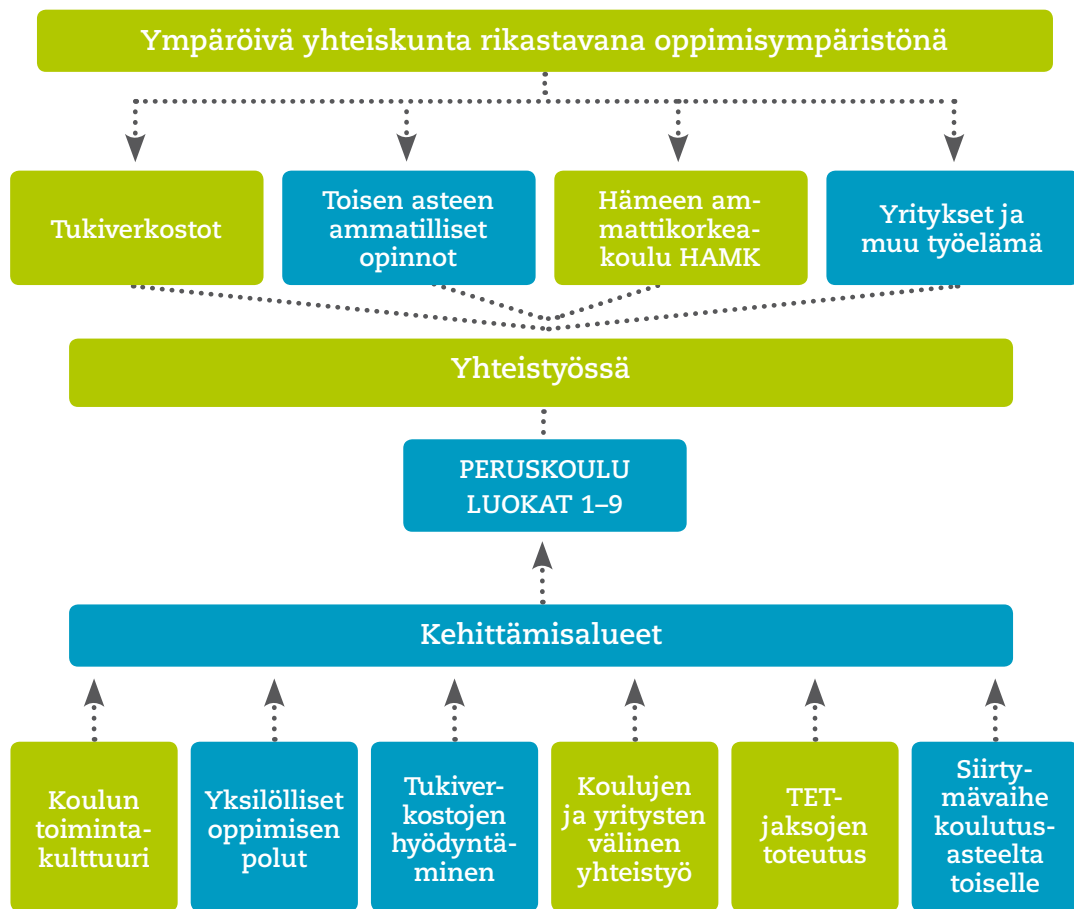 Ympäröivä yhteiskunta rikastavana oppimisympäristönä
Tukiverkostot
Toisen asteen
ammatilliset
opinnot
Hämeen am-
mattikorkea-
koulu HAMK
Yritykset ja
muu työelämä
Yhteistyössä
PERUSKOULU
LUOKAT 1–9
Kehittämisalueet
Koulun
toiminta-
kulttuuri
Yksilölliset
oppimisen
polut
Tukiver-
kostojen
hyödyntä-
minen
Koulujen
ja yritysten
välinen
yhteistyö
TET-
jaksojen
toteutus
Siirty-
mävaihe
koulutus-
asteelta
toiselle